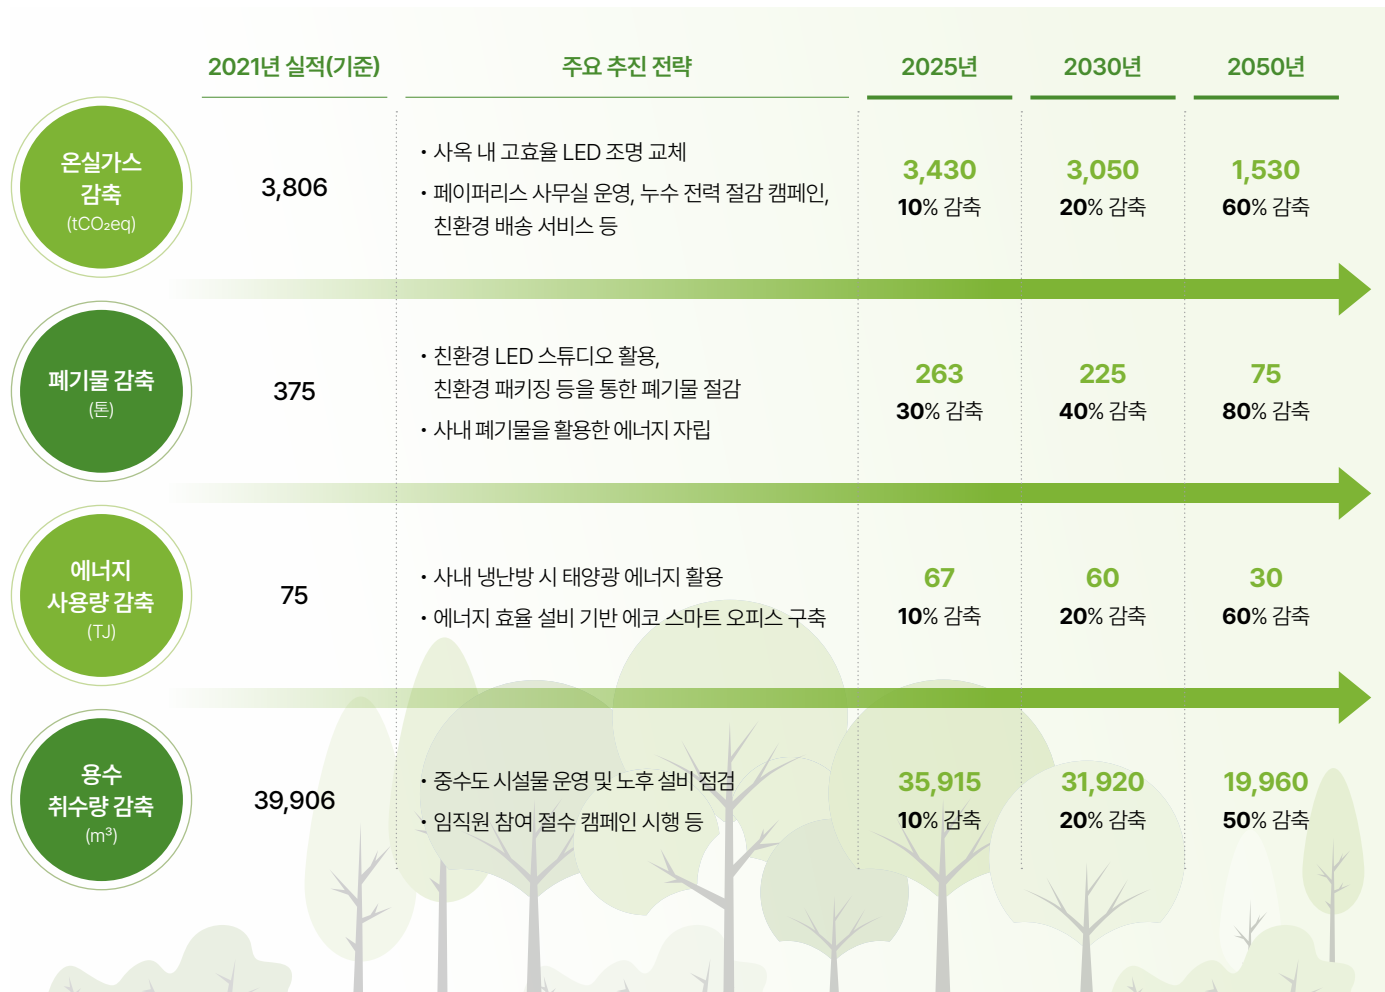 2021년 실적(기준)
주요 추진 전략
2025년
2030년
2050년
온실가스
감축
(tCO₂eq)
3,806
• 사옥 내 고효율 LED 조명 교체
• 페이퍼리스 사무실 운영, 누수 전력 절감 캠페인,
친환경 배송 서비스 등
3,430
10% 감축
3,050
20% 감축
1,530
60% 감축
폐기물 감축
(톤)
375
• 친환경 LED 스튜디오 활용,
친환경 패키징 등을 통한 폐기물 절감
• 사내 폐기물을 활용한 에너지 자립
263
30% 감축
225
40% 감축
75
80% 감축
에너지
사용량 감축
(TJ)
75
• 사내 냉난방 시 태양광 에너지 활용
• 에너지 효율 설비 기반 에코 스마트 오피스 구축
67
10% 감축
60
20% 감축
30
60% 감축
용수
취수량 감축
(m³)
39,906
• 중수도 시설물 운영 및 노후 설비 점검
• 임직원 참여 절수 캠페인 시행 등
35,915
10% 감축
31,920
20% 감축
19,960
50% 감축